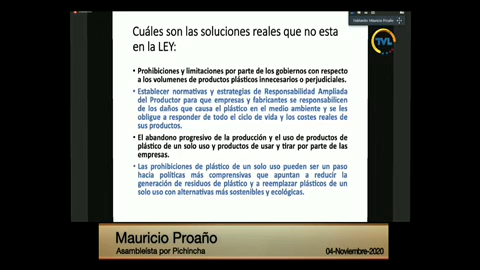 Hablando: Mauricio Proaño
TVL
Cuáles son las soluciones reales que no esta
en la LEY:
• Prohibiciones y limitaciones por parte de los gobiernos con respecto
a los volumenes de productos plásticos innecesarios o perjudiciales.
• Establecer normativas y estrategias de Responsabilidad Ampliada
del Productor para que empresas y fabricantes se responsabilicen
de los daños que causa el plástico en el medio ambiente y se les
obligue a responder de todo el ciclo de vida y los costes reales de
sus productos.
• El abandono progresivo de la producción y el uso de productos de
plástico de un solo uso y productos de usar y tirar por parte de las
empresas.
• Las prohibiciones de plástico de un solo uso pueden ser un paso
hacia políticas más comprensivas que apuntan a reducir la
generación de residuos de plástico y a reemplazar plásticos de
un solo uso con alternativas más sostenibles y ecológicas.
Mauricio Proaño
Asambleísta por Pichincha
04-Noviembre-2020